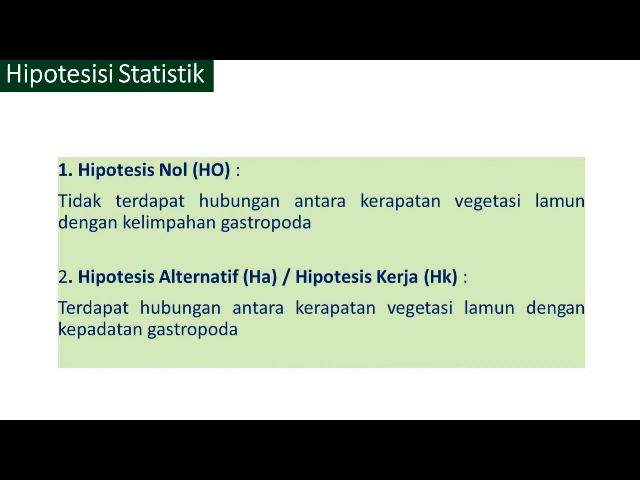 Hipotesisi Statistik
1. Hipotesis Nol (HO) :
Tidak terdapat hubungan antara kerapatan vegetasi lamun
dengan kelimpahan gastropoda
2. Hipotesis Alternatif (Ha) / Hipotesis Kerja (Hk) :
Terdapat hubungan antara kerapatan vegetasi lamun dengan
kepadatan gastropoda